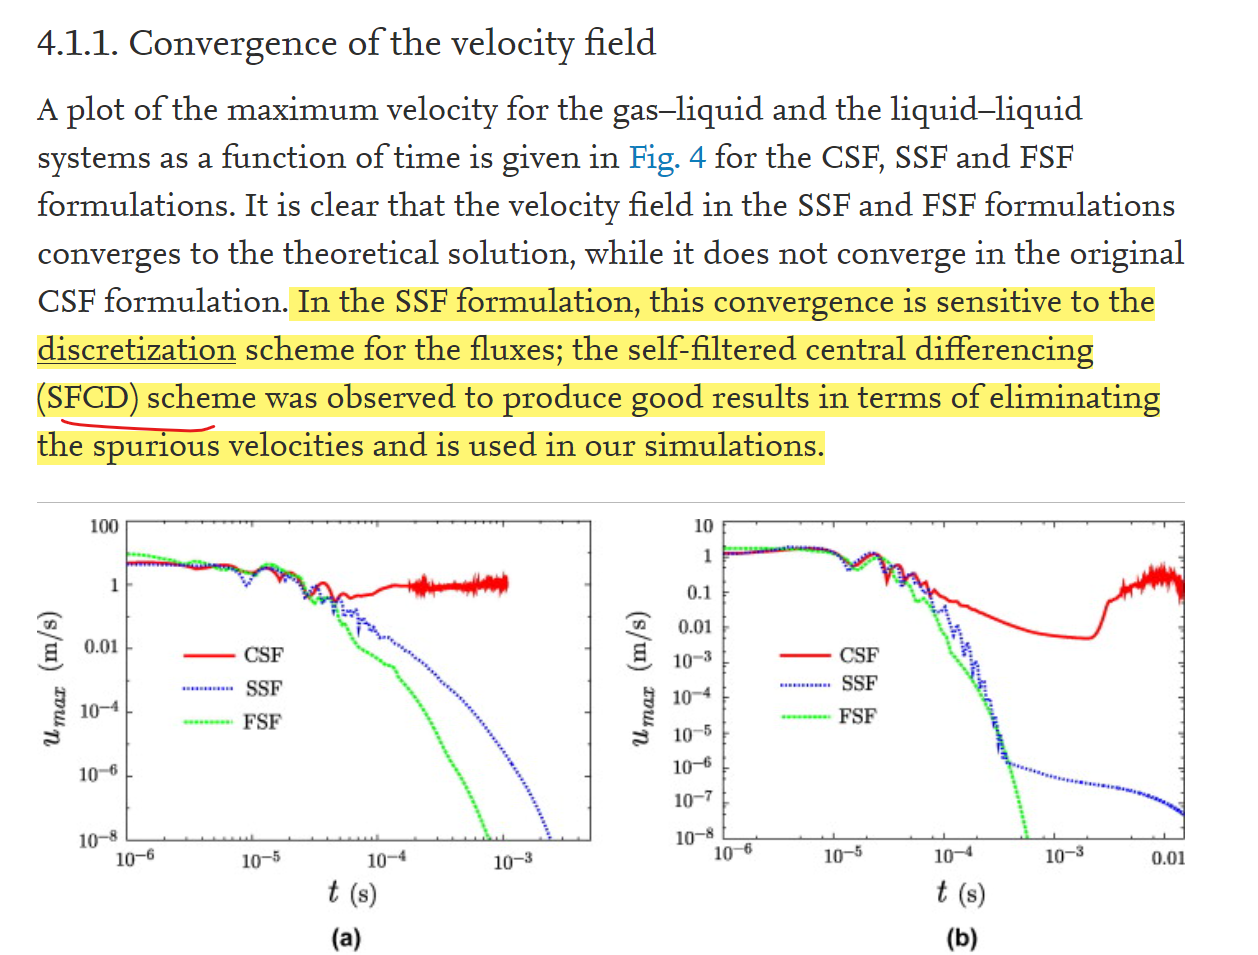 4.1.1. Convergence of the velocity field
A plot of the maximum velocity for the gas–liquid and the liquid–liquid
systems as a function of time is given in Fig. 4 for the CSF, SSF and FSF
formulations. It is clear that the velocity field in the SSF and FSF formulations
converges to the theoretical solution, while it does not converge in the original
CSF formulation. In the SSF formulation, this convergence is sensitive to the
discretization scheme for the fluxes; the self-filtered central differencing
(SFCD) scheme was observed to produce good results in terms of eliminating
the spurious velocities and is used in our simulations.
100
1
0.01
10⁻⁴
10⁻⁶
10⁻⁸
u_max (m/s)
CSF
SSF
FSF
10⁻⁶ 10⁻⁵ 10⁻⁴ 10⁻³
t (s)
(a)
10
1
0.1
0.01
10⁻³
10⁻⁴
10⁻⁵
10⁻⁶
10⁻⁷
10⁻⁸
u_max (m/s)
CSF
SSF
FSF
10⁻⁶ 10⁻⁵ 10⁻⁴ 10⁻³ 0.01
t (s)
(b)